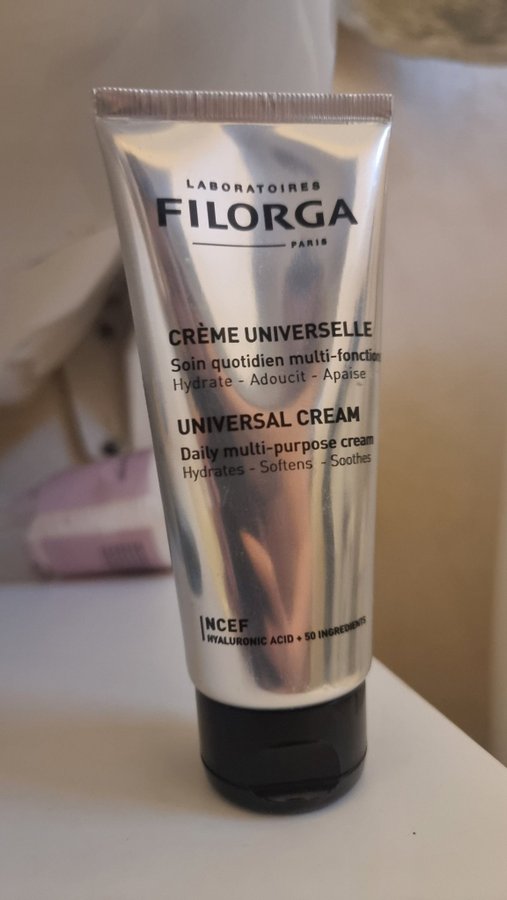 LABORATOIRES
FILORGA
PARIS
CRÈME UNIVERSELLE
Soin quotidien multi-fonction
Hydrate - Adoucit - Apaise
UNIVERSAL CREAM
Daily multi-purpose cream
Hydrates - Softens - Soothes
NCEF
HYALURONIC ACID + 50 INGREDIENTS